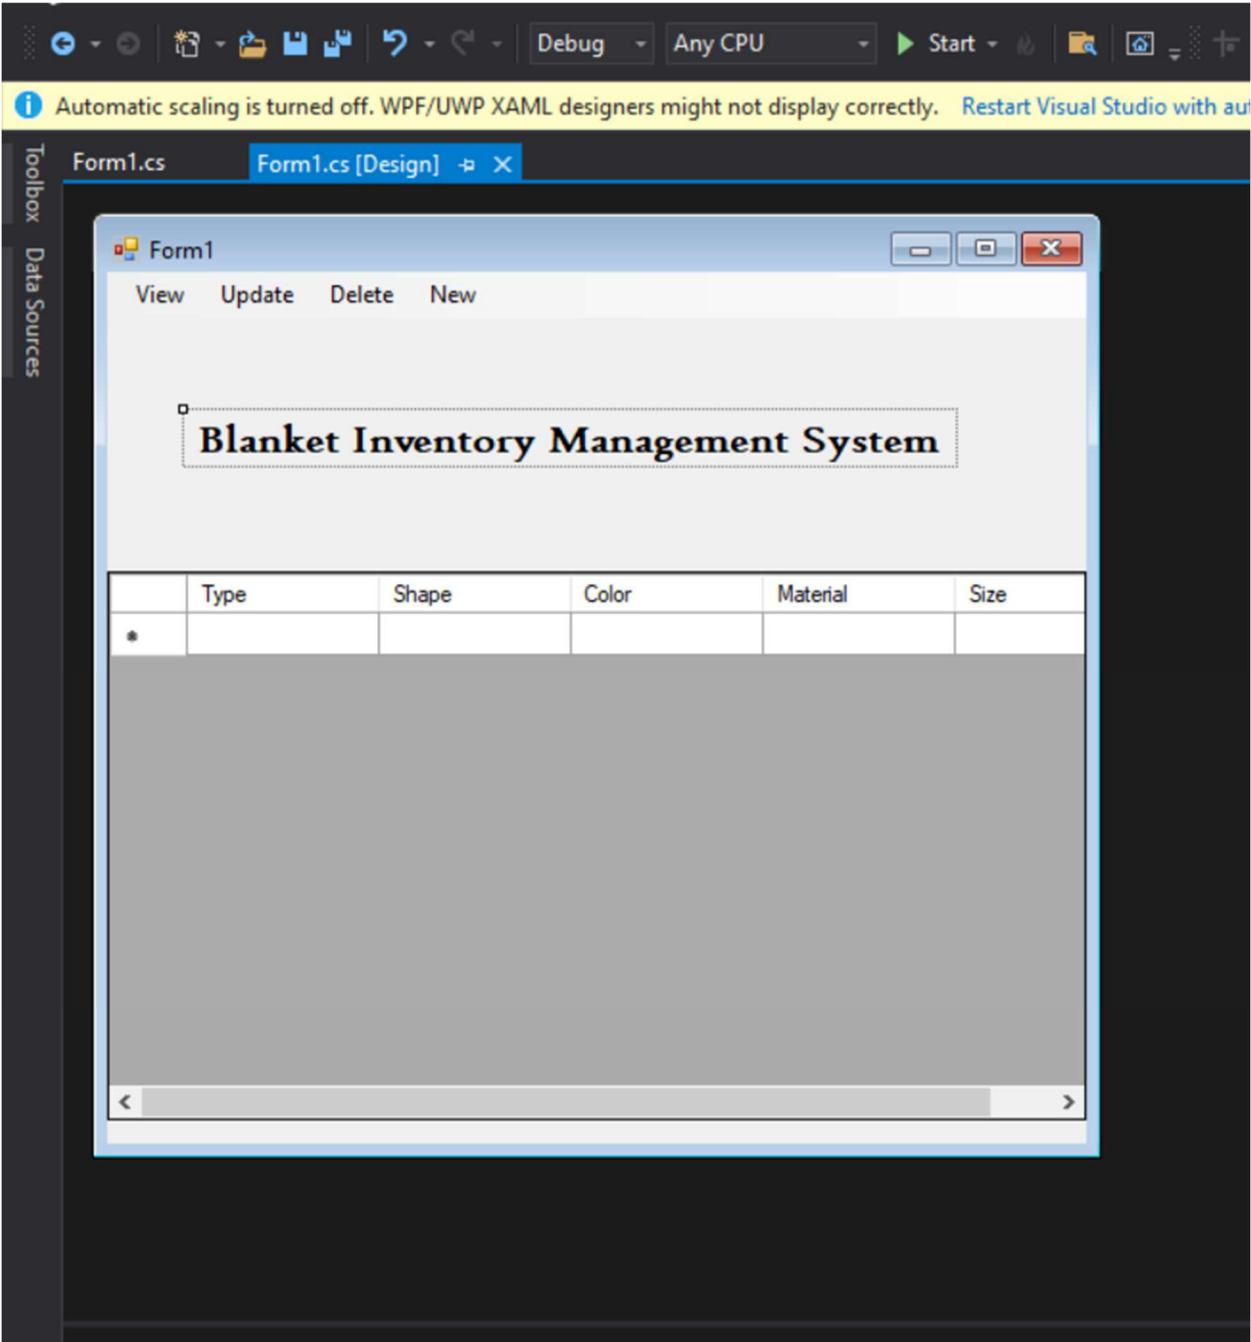 Debug Any CPU Start
Automatic scaling is turned off. WPF/UWP XAML designers might not display correctly. Restart Visual Studio with
Toolbox
Data Sources
Form1.cs Form1.cs [Design]
Form1
View Update Delete New
Blanket Inventory Management System
Type Shape Color Material Size